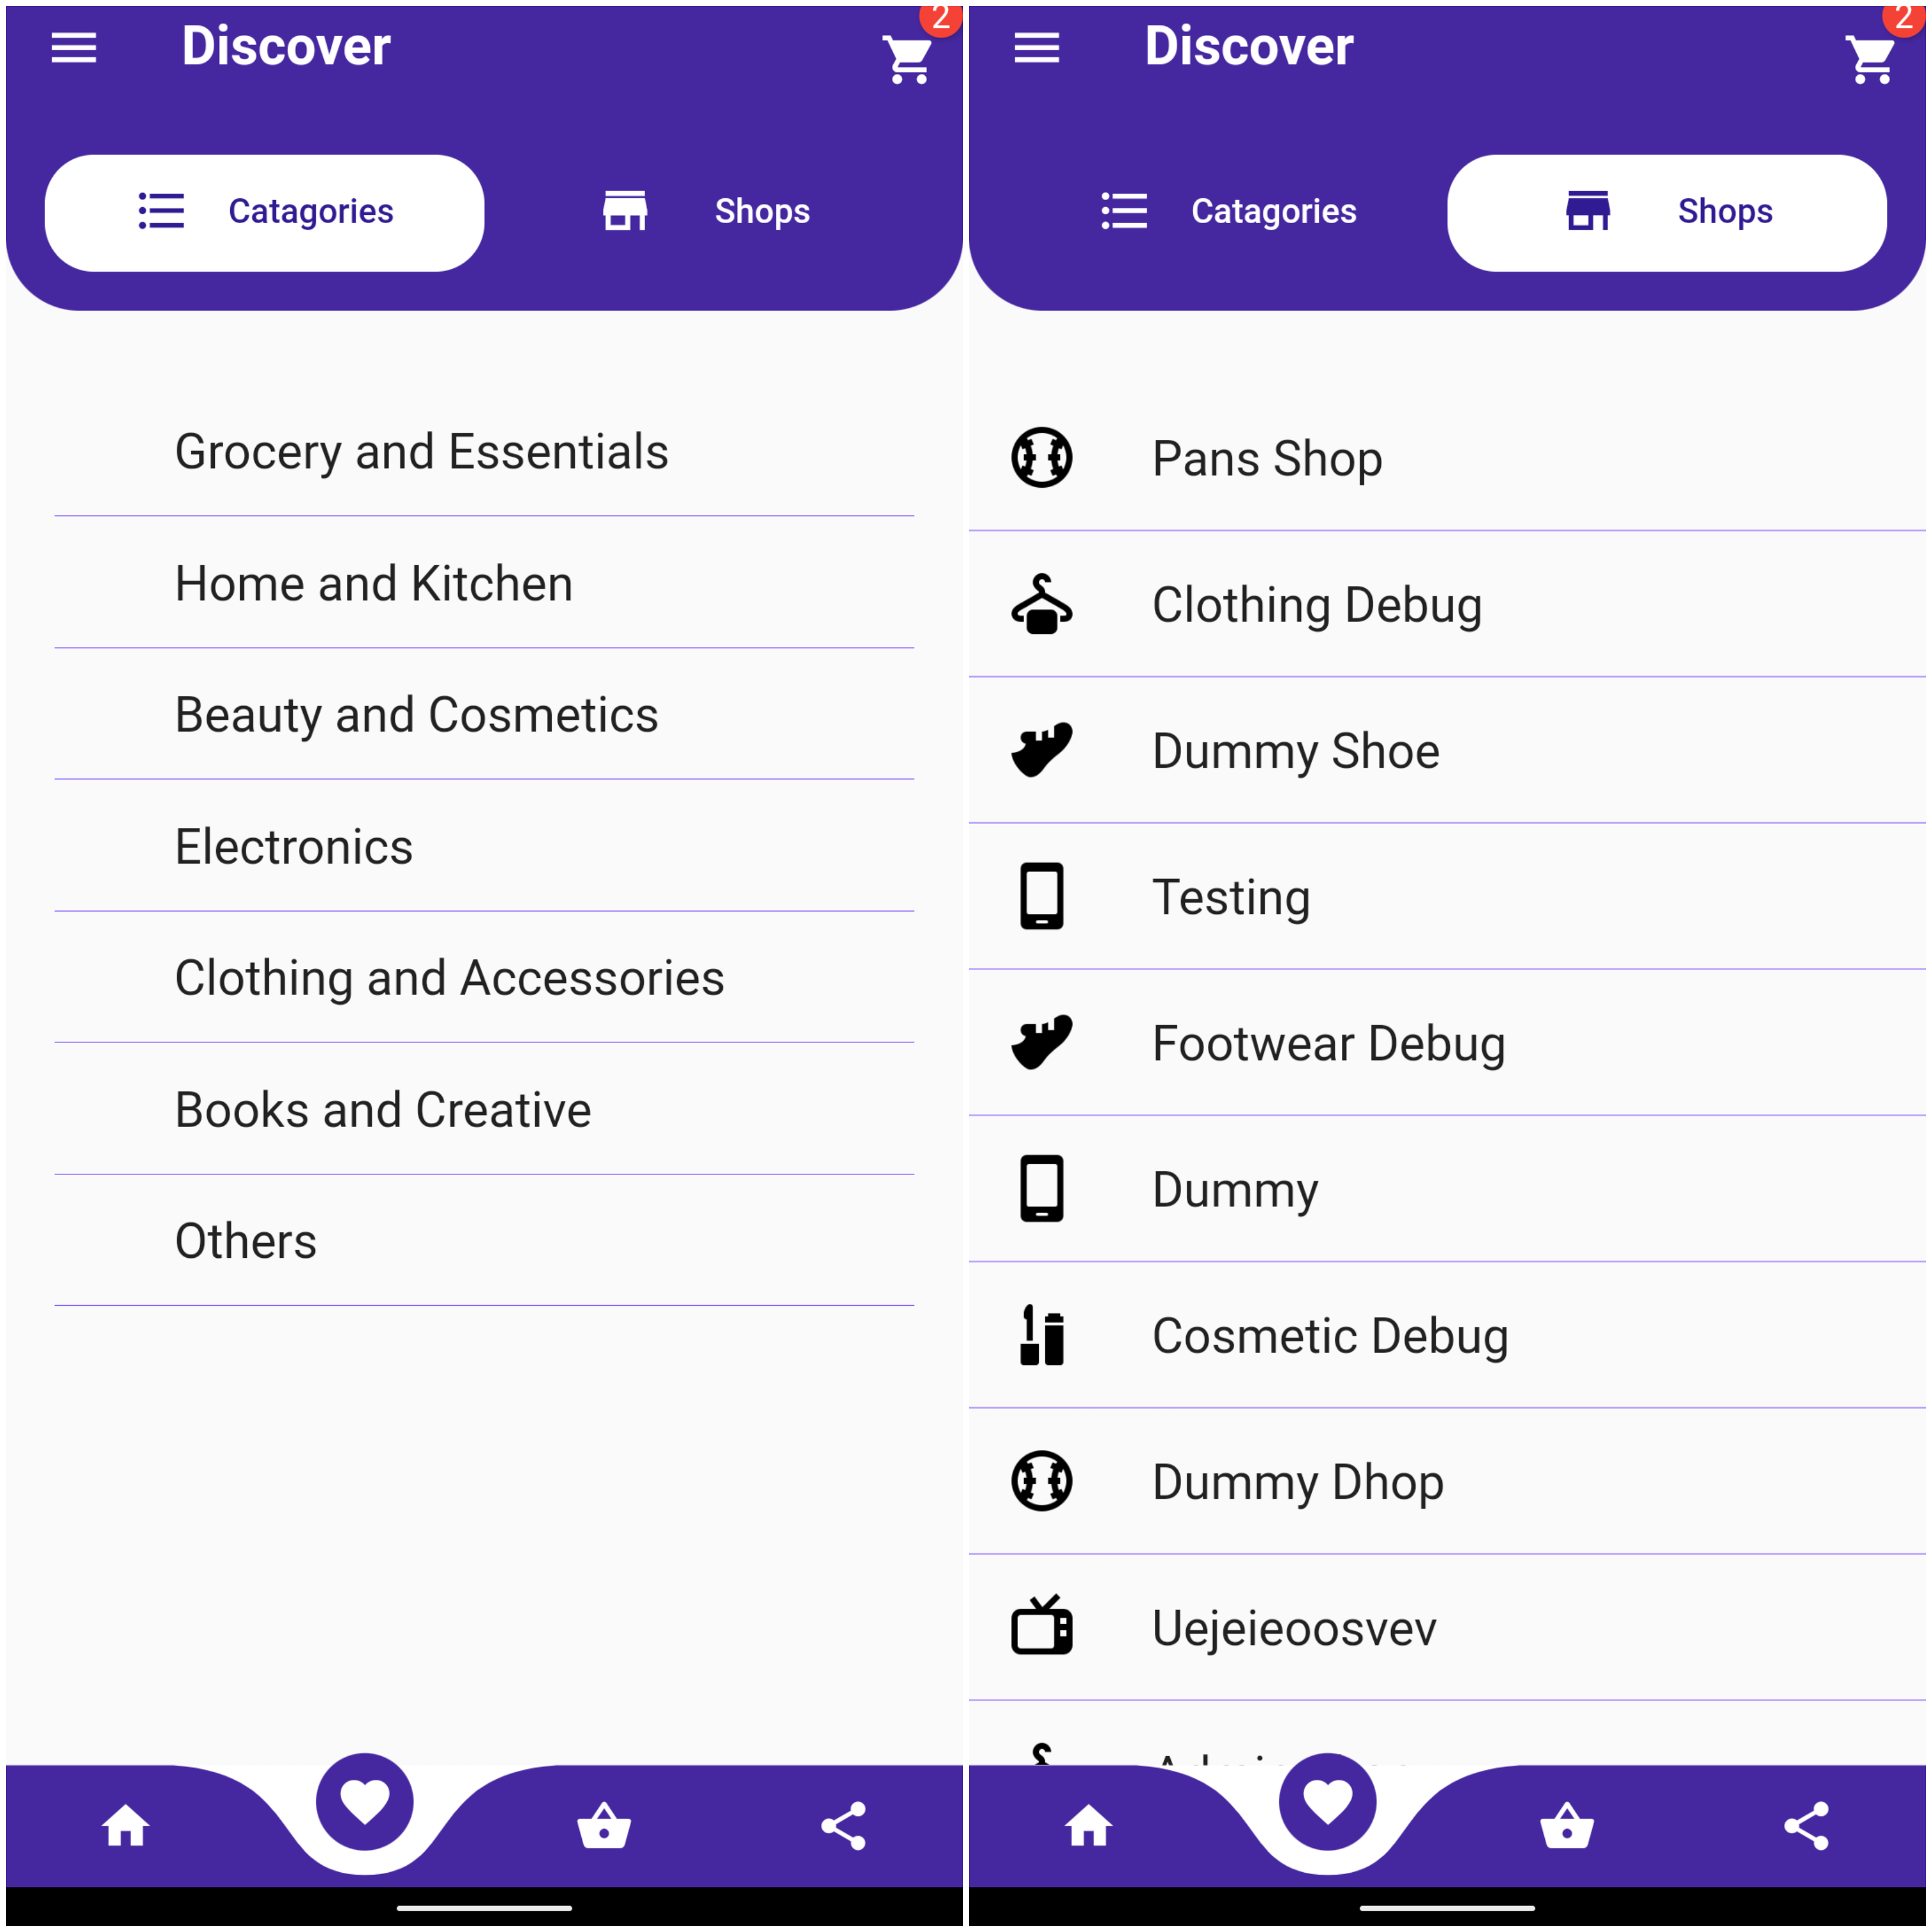 Discover
2
Catagories
Shops
Grocery and Essentials
Home and Kitchen
Beauty and Cosmetics
Electronics
Clothing and Accessories
Books and Creative
Others
Discover
2
Catagories
Shops
Pans Shop
Clothing Debug
Dummy Shoe
Testing
Footwear Debug
Dummy
Cosmetic Debug
Dummy Dhop
Uejeieoosvev